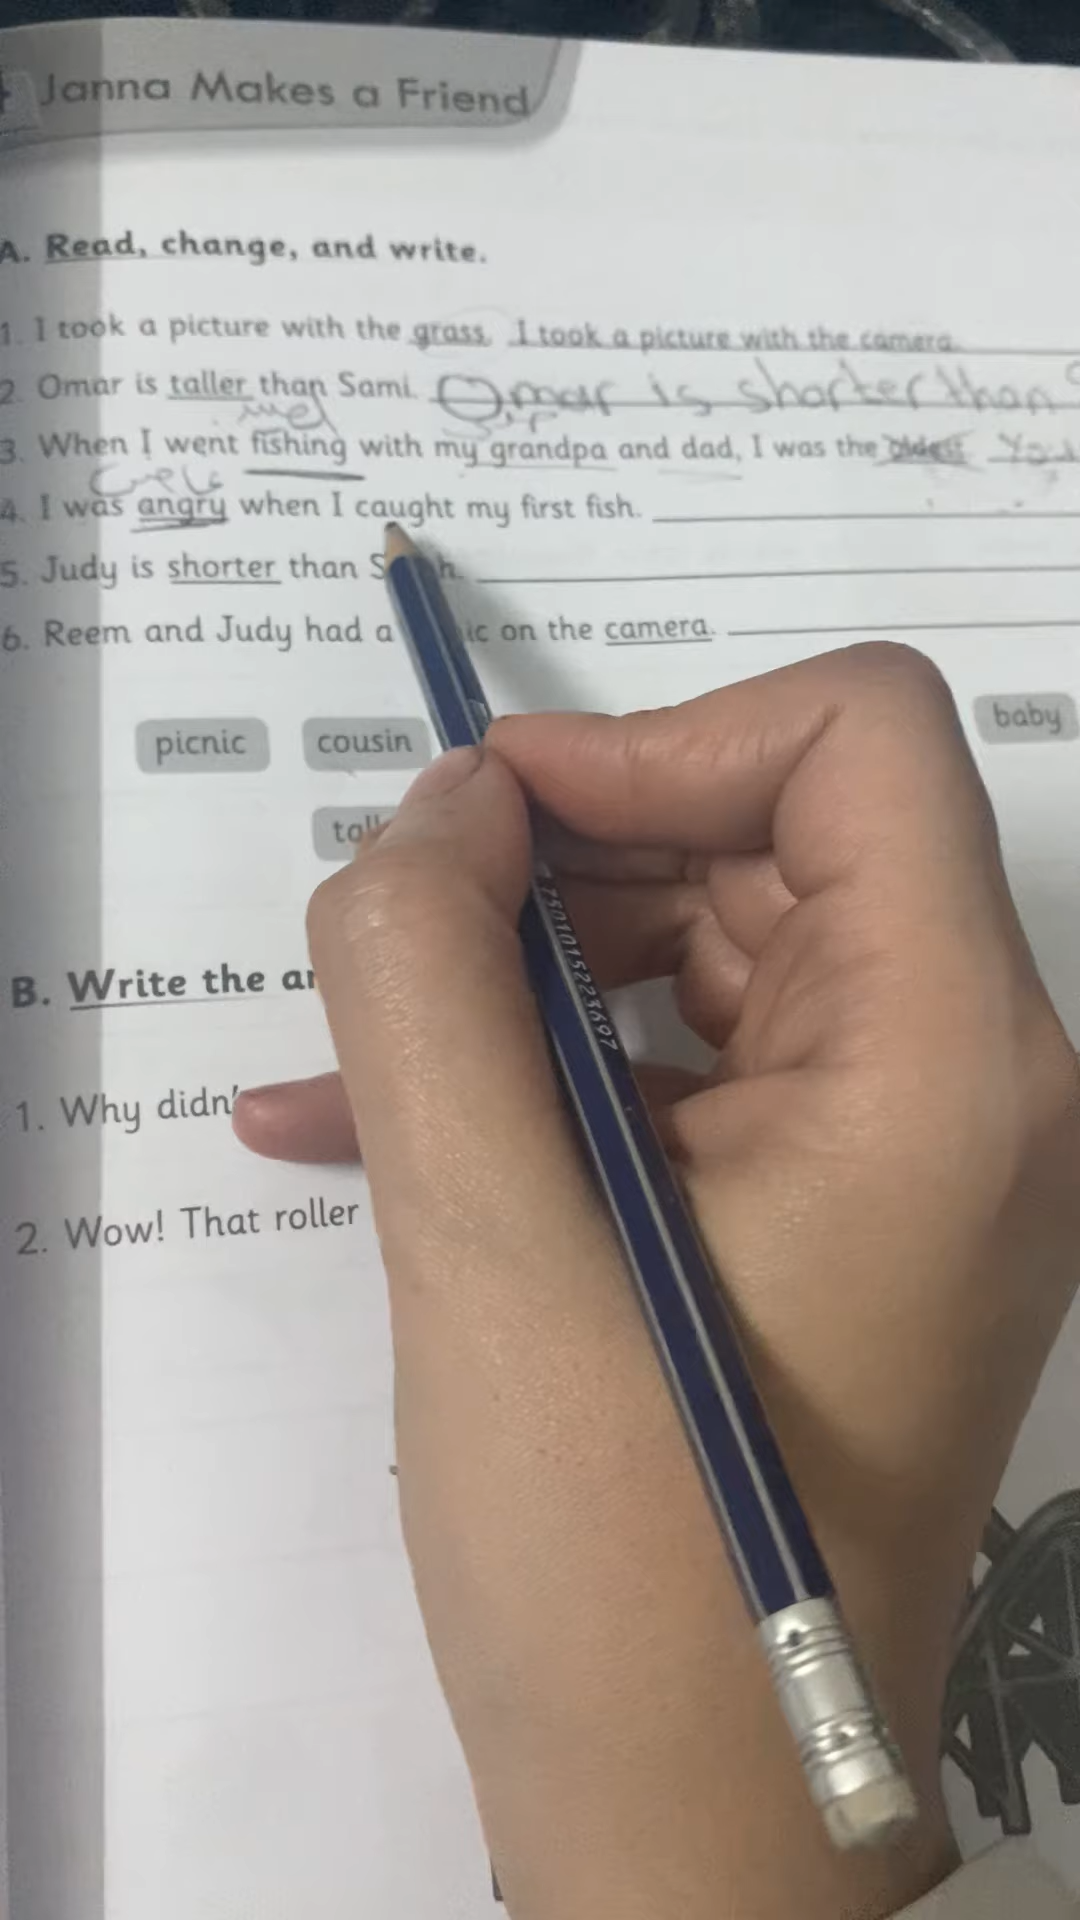 Janna Makes a Friend
A. Read, change, and write.
1. I took a picture with the grass. I took a picture with the camera.
2. Omar is taller than Sami. Omar is shorter than
3. When I went fishing with my grandpa and dad, I was the oldest
4. I was angry when I caught my first fish.
5. Judy is shorter than
6. Reem and Judy had a ic on the camera.
picnic cousin baby
B. Write the
1. Why didn'
2. Wow! That roller
7501015223697